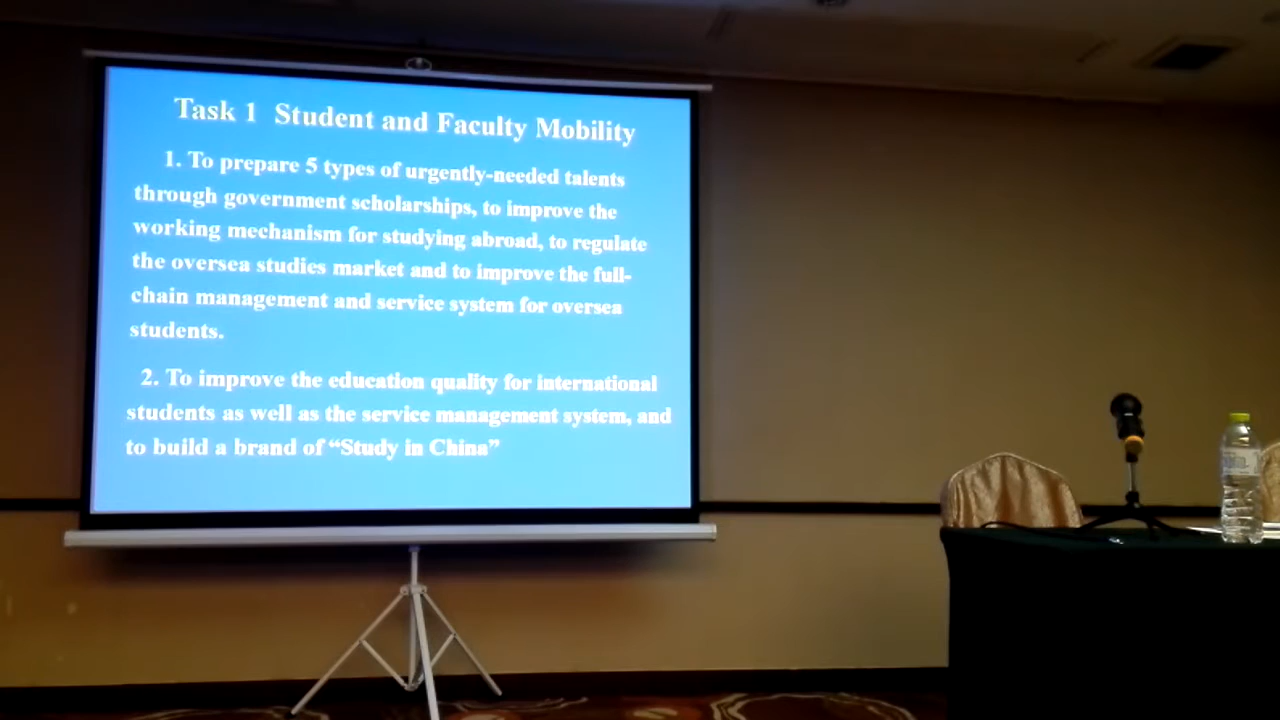 Task 1 Student and Faculty Mobility
1. To prepare 5 types of urgently-needed talents
through government scholarships, to improve the
working mechanism for studying abroad, to regulate
the oversea studies market and to improve the full-
chain management and service system for oversea
students.
2. To improve the education quality for international
students as well as the service management system, and
to build a brand of “Study in China”